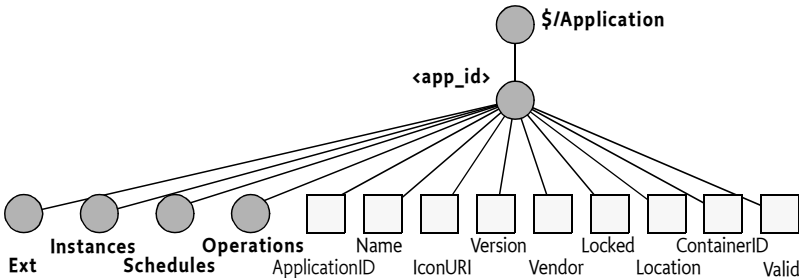 $/Application
<app_id>
Instances Operations Name Version Locked ContainerID
Ext Schedules ApplicationID IconURI Vendor Location Valid